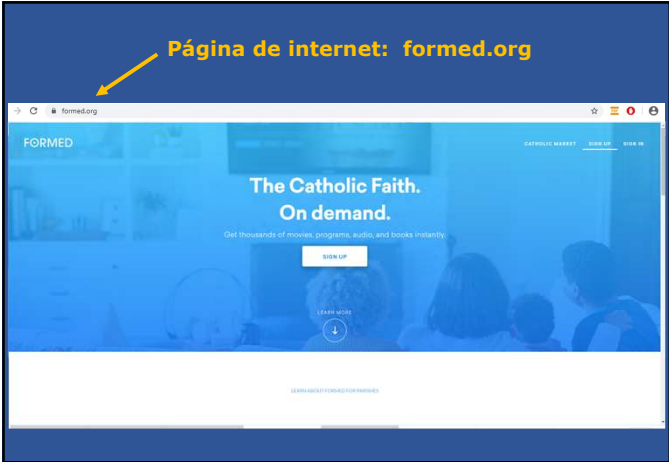 Página de internet: formed.org
formed.org
FORMED
CATHOLIC MARKET SIGN UP SIGN IN
The Catholic Faith.
On demand.
Get thousands of movies, programs, audio, and books instantly.
SIGN UP
LEARN MORE
LEARN ABOUT FORMED FOR PARISHES